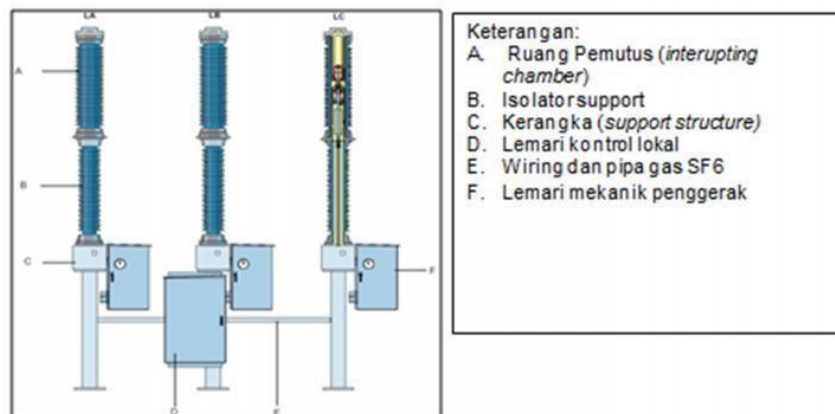 LA LB LC
A
B
C
F
D
E
Keterangan:
A. Ruang Pemutus (interupting
chamber)
B. Isolator support
C. Kerangka (support structure)
D. Lemari kontrol lokal
E. Wiring dan pipa gas SF6
F. Lemari mekanik penggerak